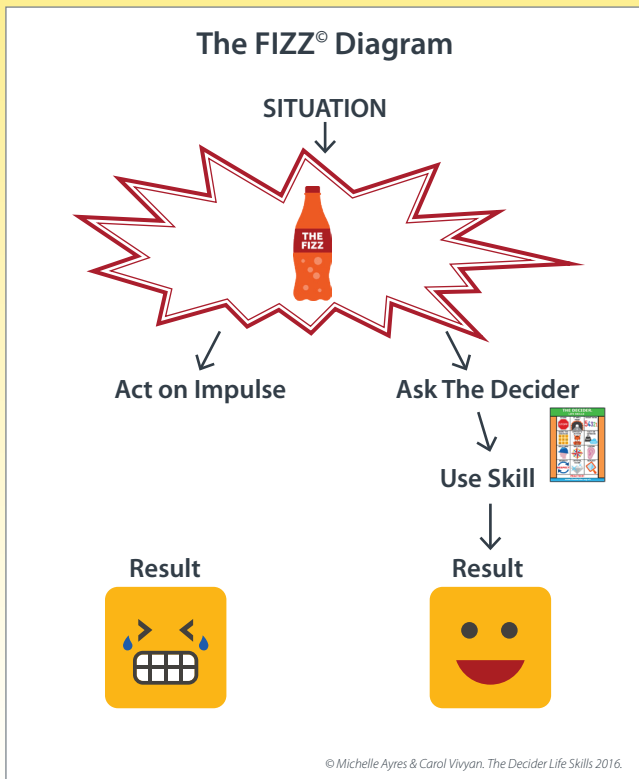 The FIZZ© Diagram
SITUATION
THE
FIZZ
Act on Impulse
Ask The Decider
THE DECIDER
Use Skill
Result
Result
© Michelle Ayres & Carol Vivyan. The Decider Life Skills 2016.